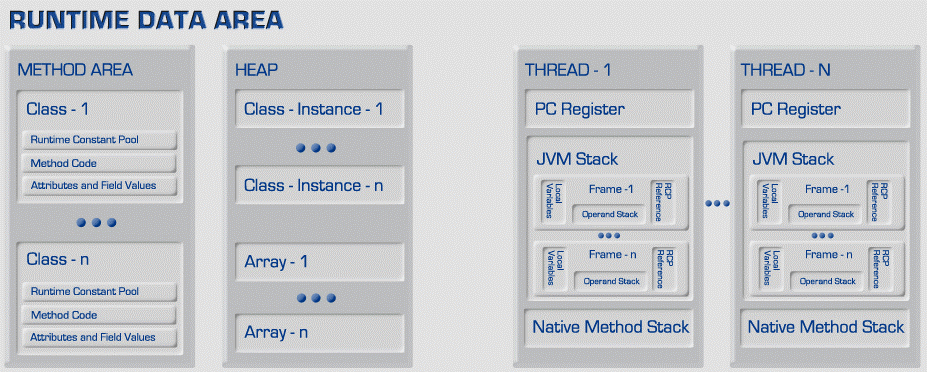 RUNTIME DATA AREA
METHOD AREA
Class - 1
Runtime Constant Pool
Method Code
Attributes and Field Values
Class - n
Runtime Constant Pool
Method Code
Attributes and Field Values
HEAP
Class - Instance - 1
Class - Instance - n
Array - 1
Array - n
THREAD - 1
PC Register
JVM Stack
Local
Variables
Frame -1
Operand Stack
RCP
Reference
Local
Variables
Frame - n
Operand Stack
RCP
Reference
Native Method Stack
THREAD - N
PC Register
JVM Stack
Local
Variables
Frame -1
Operand Stack
RCP
Reference
Local
Variables
Frame - n
Operand Stack
RCP
Reference
Native Method Stack